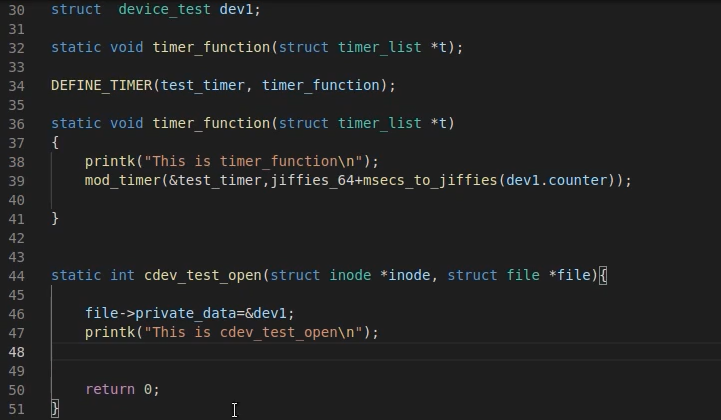 30 struct  device_test dev1;
31
32 static void timer_function(struct timer_list *t);
33
34 DEFINE_TIMER(test_timer, timer_function);
35
36 static void timer_function(struct timer_list *t)
37 {
38     printk("This is timer_function\n");
39     mod_timer(&test_timer,jiffies_64+msecs_to_jiffies(dev1.counter));
40
41 }
42
43
44 static int cdev_test_open(struct inode *inode, struct file *file){
45
46     file->private_data=&dev1;
47     printk("This is cdev_test_open\n");
48
49
50     return 0;
51 }